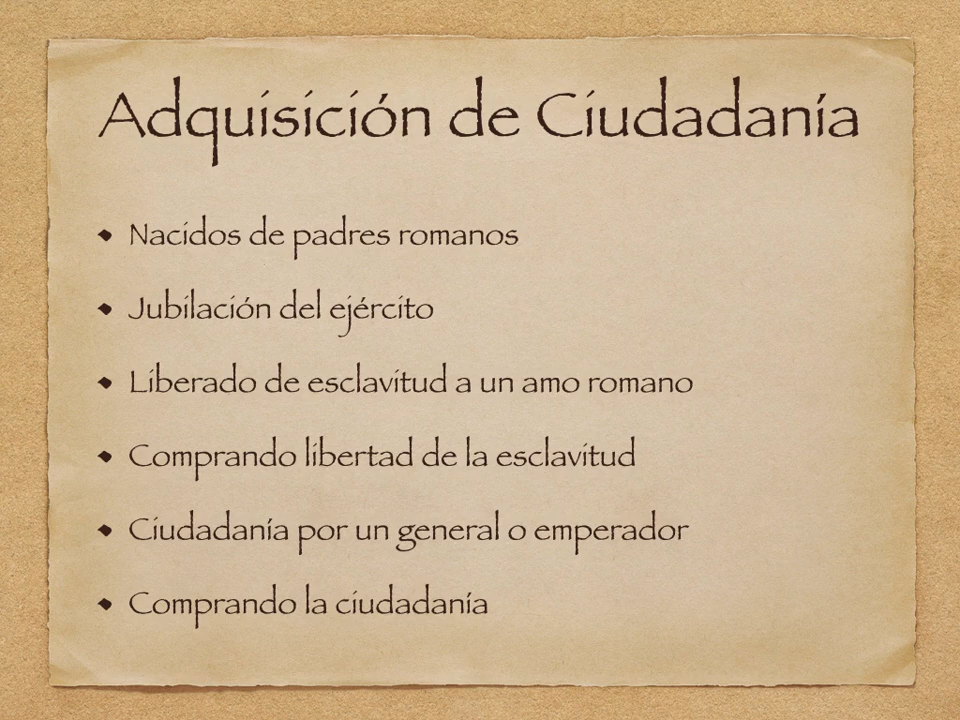 Adquisición de Ciudadanía
Nacidos de padres romanos
Jubilación del ejército
Liberado de esclavitud a un amo romano
Comprando libertad de la esclavitud
Ciudadanía por un general o emperador
Comprando la ciudadanía